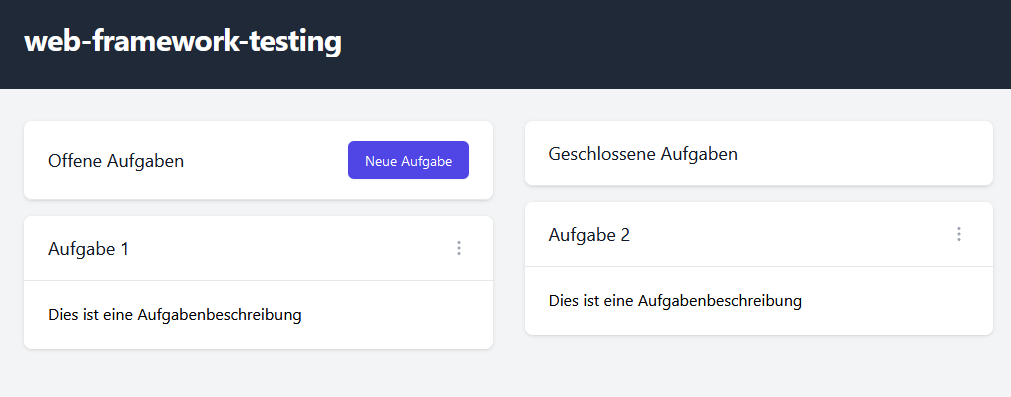 web-framework-testing
Offene Aufgaben
Neue Aufgabe
Aufgabe 1
Dies ist eine Aufgabenbeschreibung
Geschlossene Aufgaben
Aufgabe 2
Dies ist eine Aufgabenbeschreibung